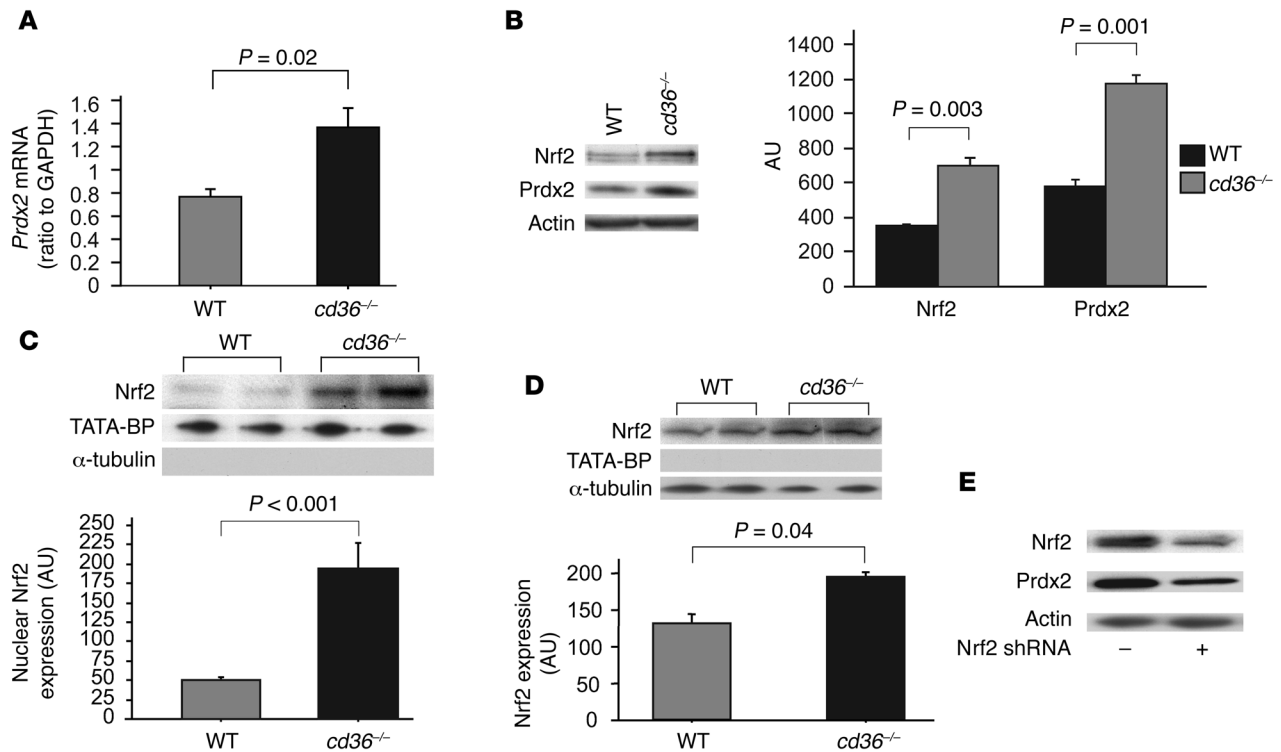 A
P = 0.02
Prdx2 mRNA
(ratio to GAPDH)
1.6
1.4
1.2
1
0.8
0.6
0.4
0.2
0
WT
cd36–/–
B
WT
cd36–/–
Nrf2
Prdx2
Actin
AU
1400
1200
1000
800
600
400
200
0
P = 0.003
P = 0.001
Nrf2
Prdx2
WT
cd36–/–
C
WT
cd36–/–
Nrf2
TATA-BP
α-tubulin
P < 0.001
Nuclear Nrf2
expression (AU)
250
225
200
175
150
125
100
75
50
25
0
WT
cd36–/–
D
WT
cd36–/–
Nrf2
TATA-BP
α-tubulin
P = 0.04
Nrf2 expression
(AU)
200
150
100
50
0
WT
cd36–/–
E
Nrf2
Prdx2
Actin
Nrf2 shRNA – +